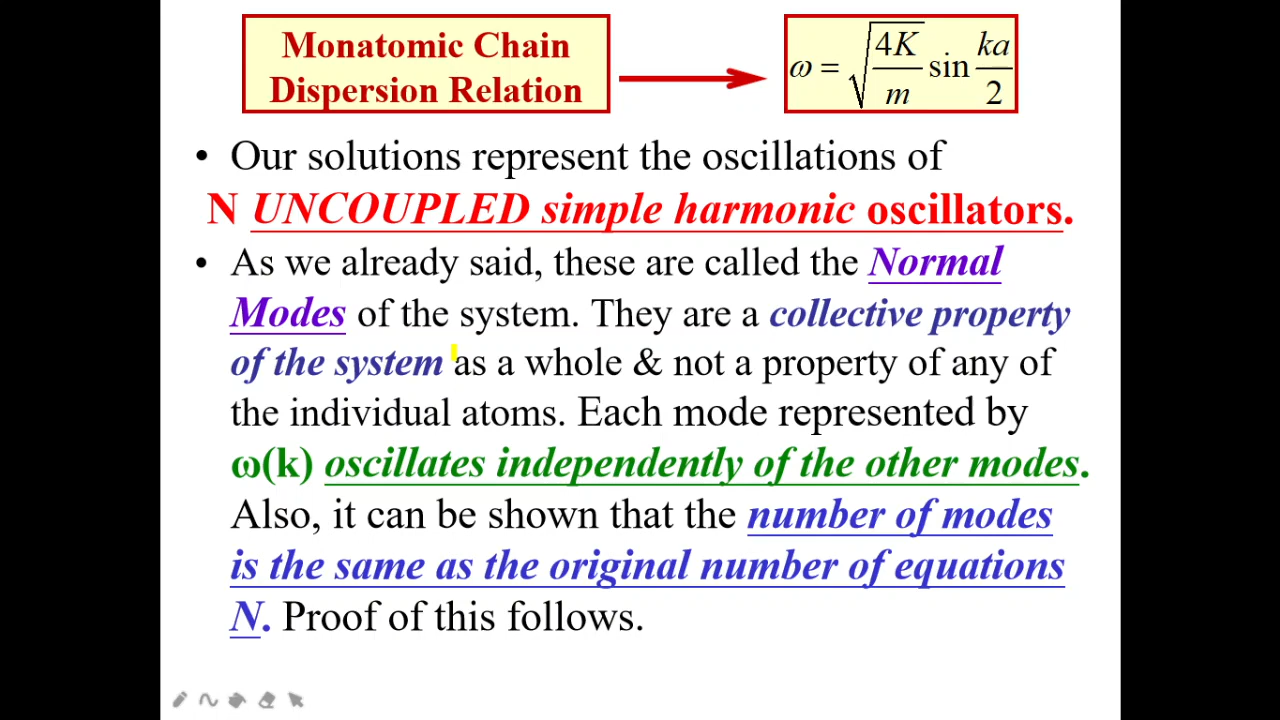 Monatomic Chain
Dispersion Relation
ω = √(4K/m) sin ka/2
• Our solutions represent the oscillations of
N UNCOUPLED simple harmonic oscillators.
• As we already said, these are called the Normal
Modes of the system. They are a collective property
of the system as a whole & not a property of any of
the individual atoms. Each mode represented by
ω(k) oscillates independently of the other modes.
Also, it can be shown that the number of modes
is the same as the original number of equations
N. Proof of this follows.